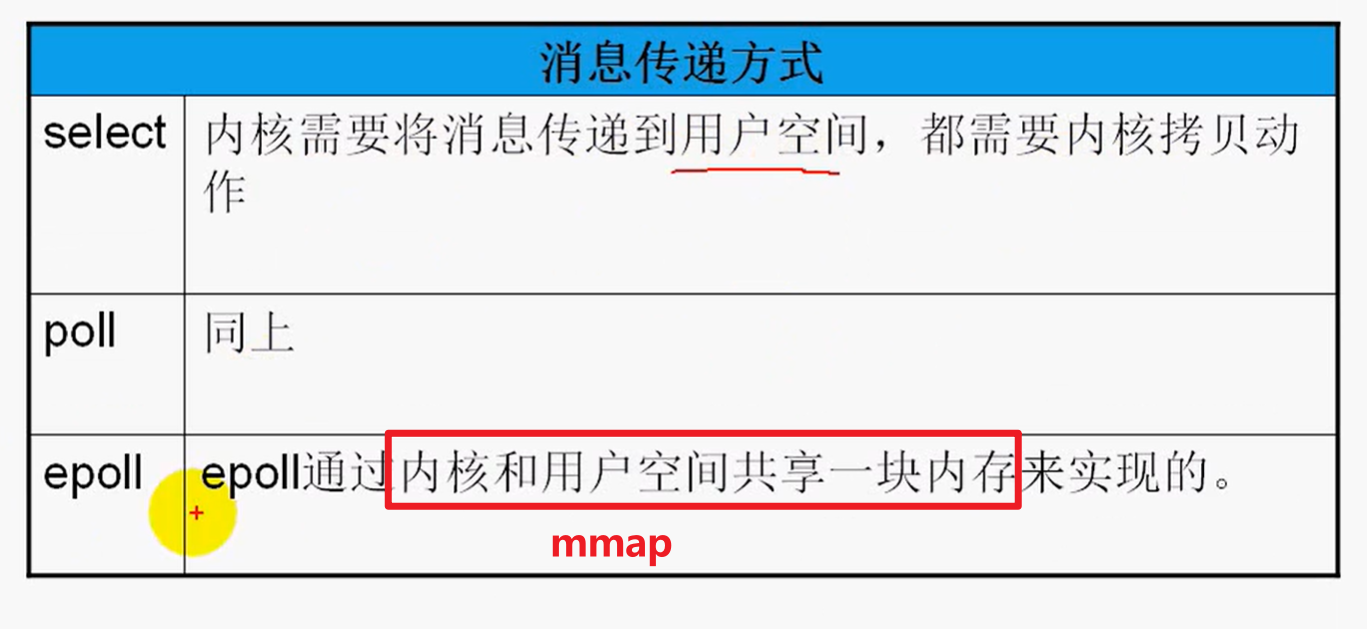 消息传递方式
select 内核需要将消息传递到用户空间，都需要内核拷贝动
作
poll 同上
epoll epoll通过内核和用户空间共享一块内存来实现的。
mmap